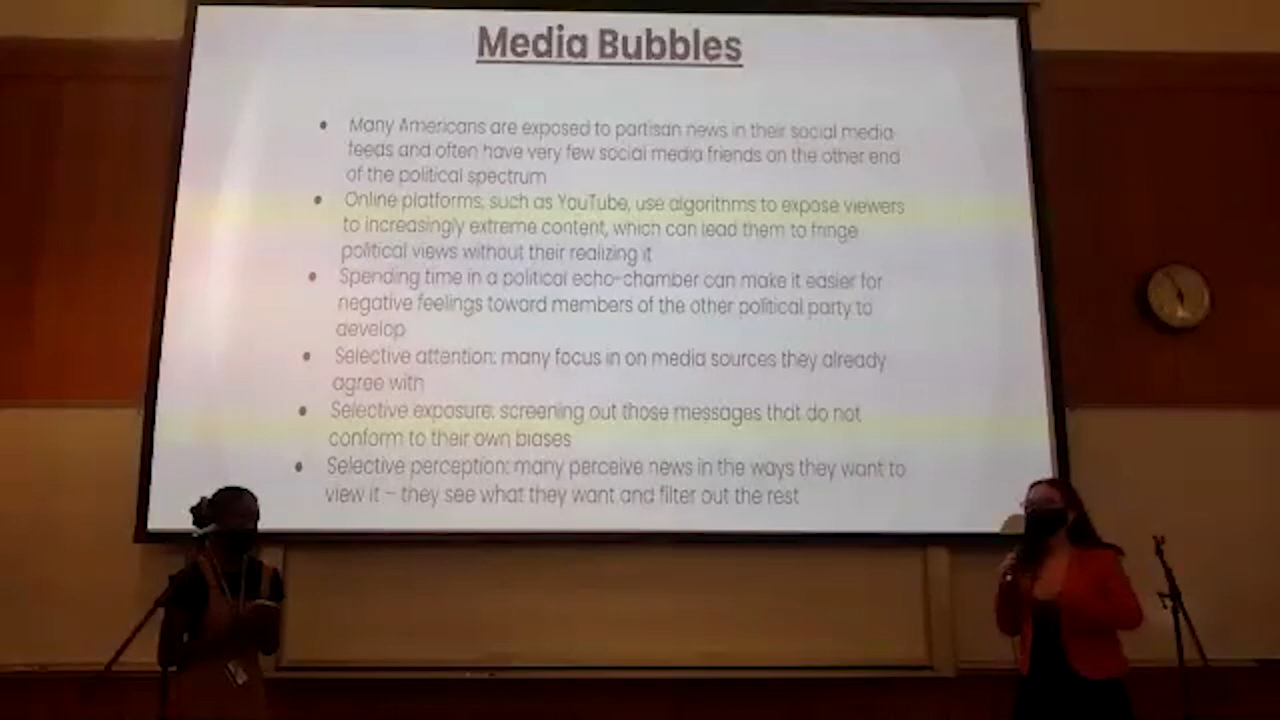 Media Bubbles
Many Americans are exposed to partisan news in their social media
feeds and often have very few social media friends on the other end
of the political spectrum
Online platforms, such as YouTube, use algorithms to expose viewers
to increasingly extreme content, which can lead them to fringe
political views without their realizing it
Spending time in a political echo-chamber can make it easier for
negative feelings toward members of the other political party to
develop
Selective attention: many focus in on media sources they already
agree with
Selective exposure: screening out those messages that do not
conform to their own biases
Selective perception: many perceive news in the ways they want to
view it – they see what they want and filter out the rest